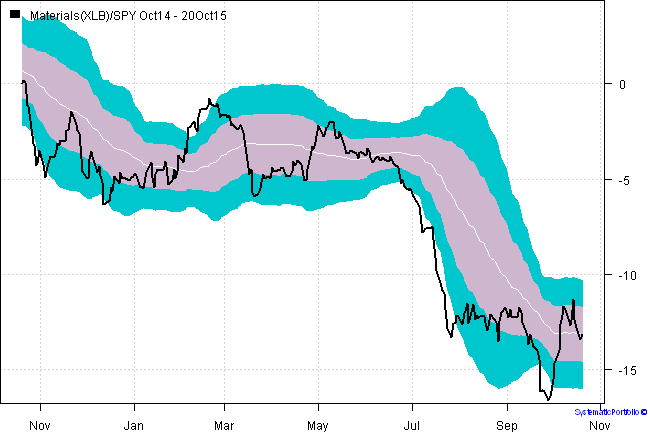 Materials(XLB)/SPY Oct14 - 20Oct15
0
-5
-10
-15
Nov Jan Mar May Jul Sep Nov
SystematicPortfolio ©